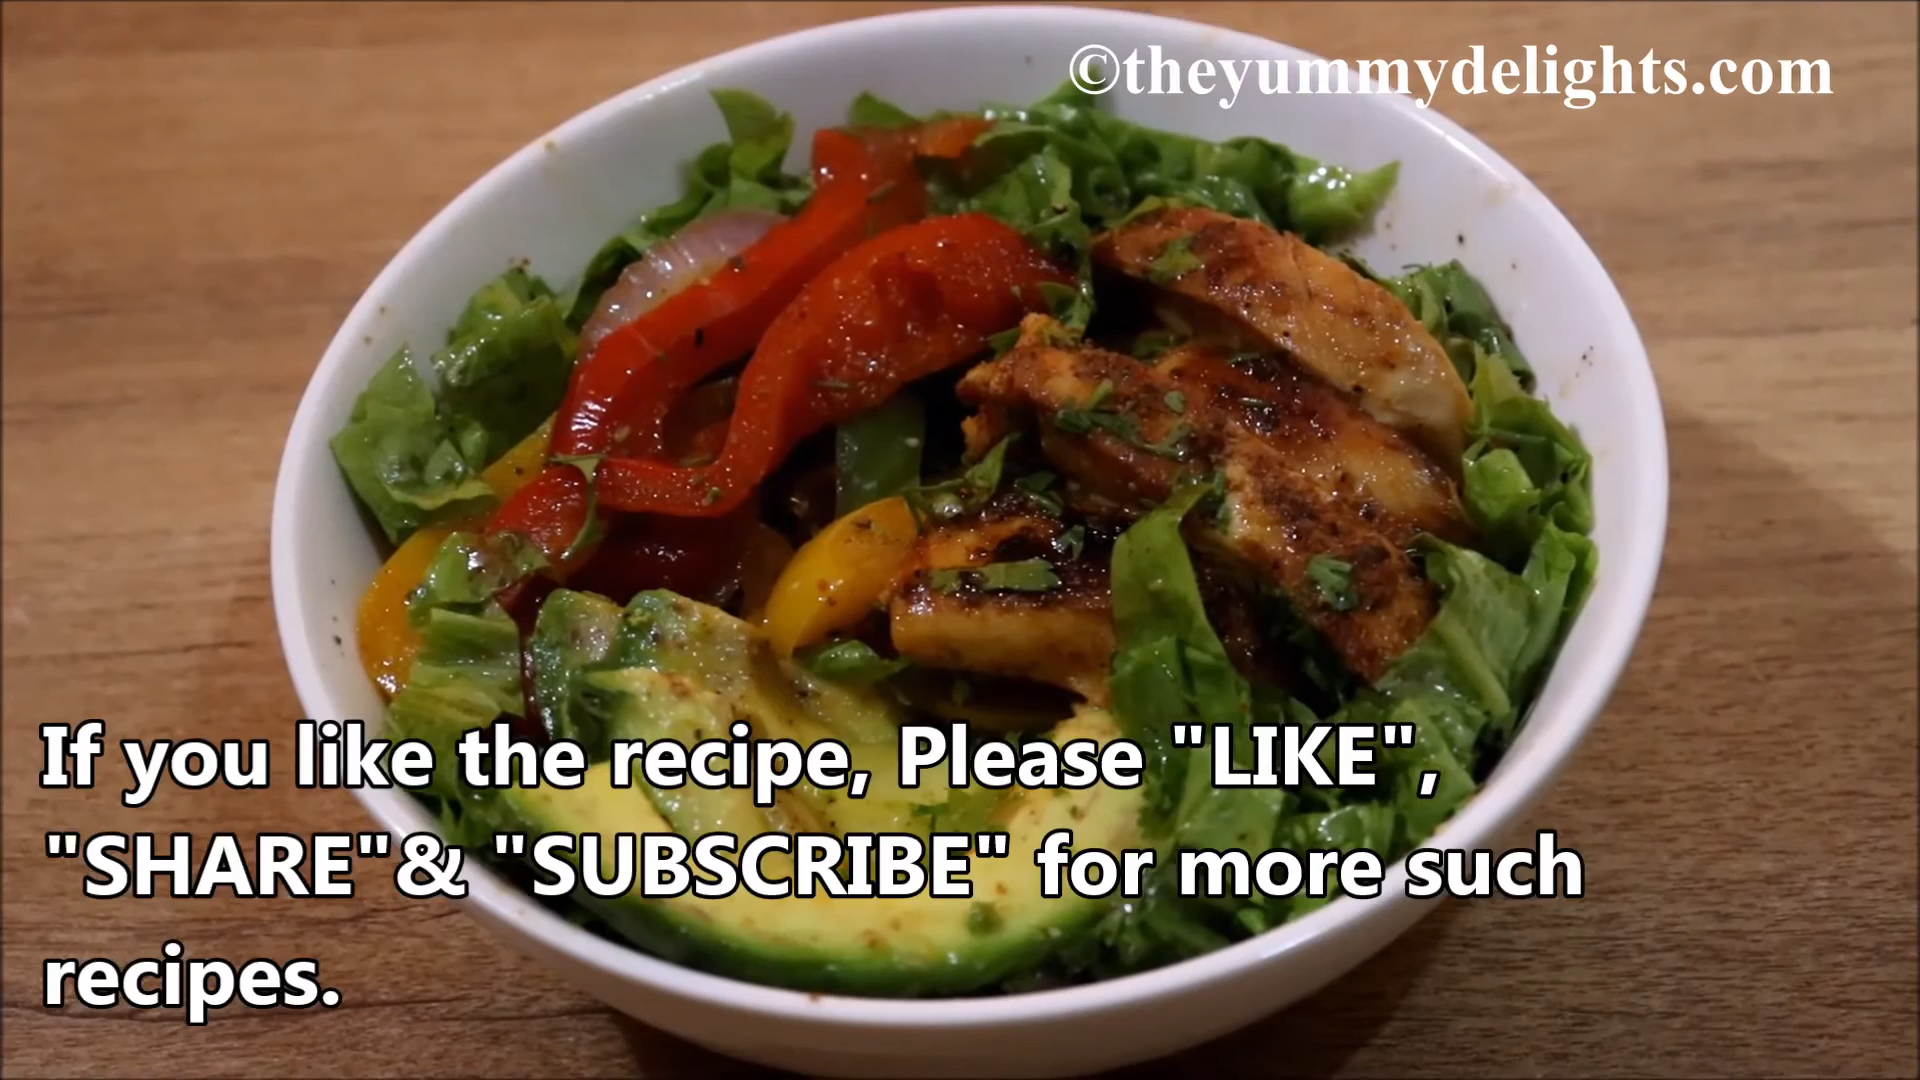 ©theyummydelights.com
If you like the recipe, Please "LIKE",
"SHARE"& "SUBSCRIBE" for more such
recipes.